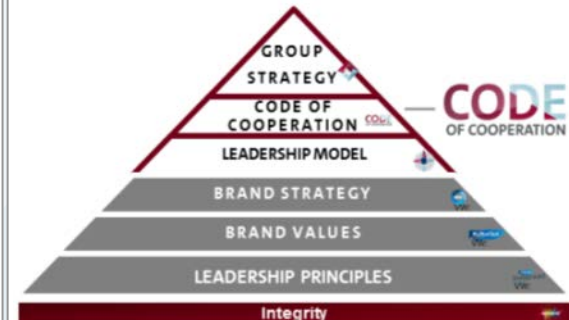 GROUP
STRATEGY
CODE OF
COOPERATION
CODE
OF COOPERATION
LEADERSHIP MODEL
BRAND STRATEGY
BRAND VALUES
LEADERSHIP PRINCIPLES
Integrity